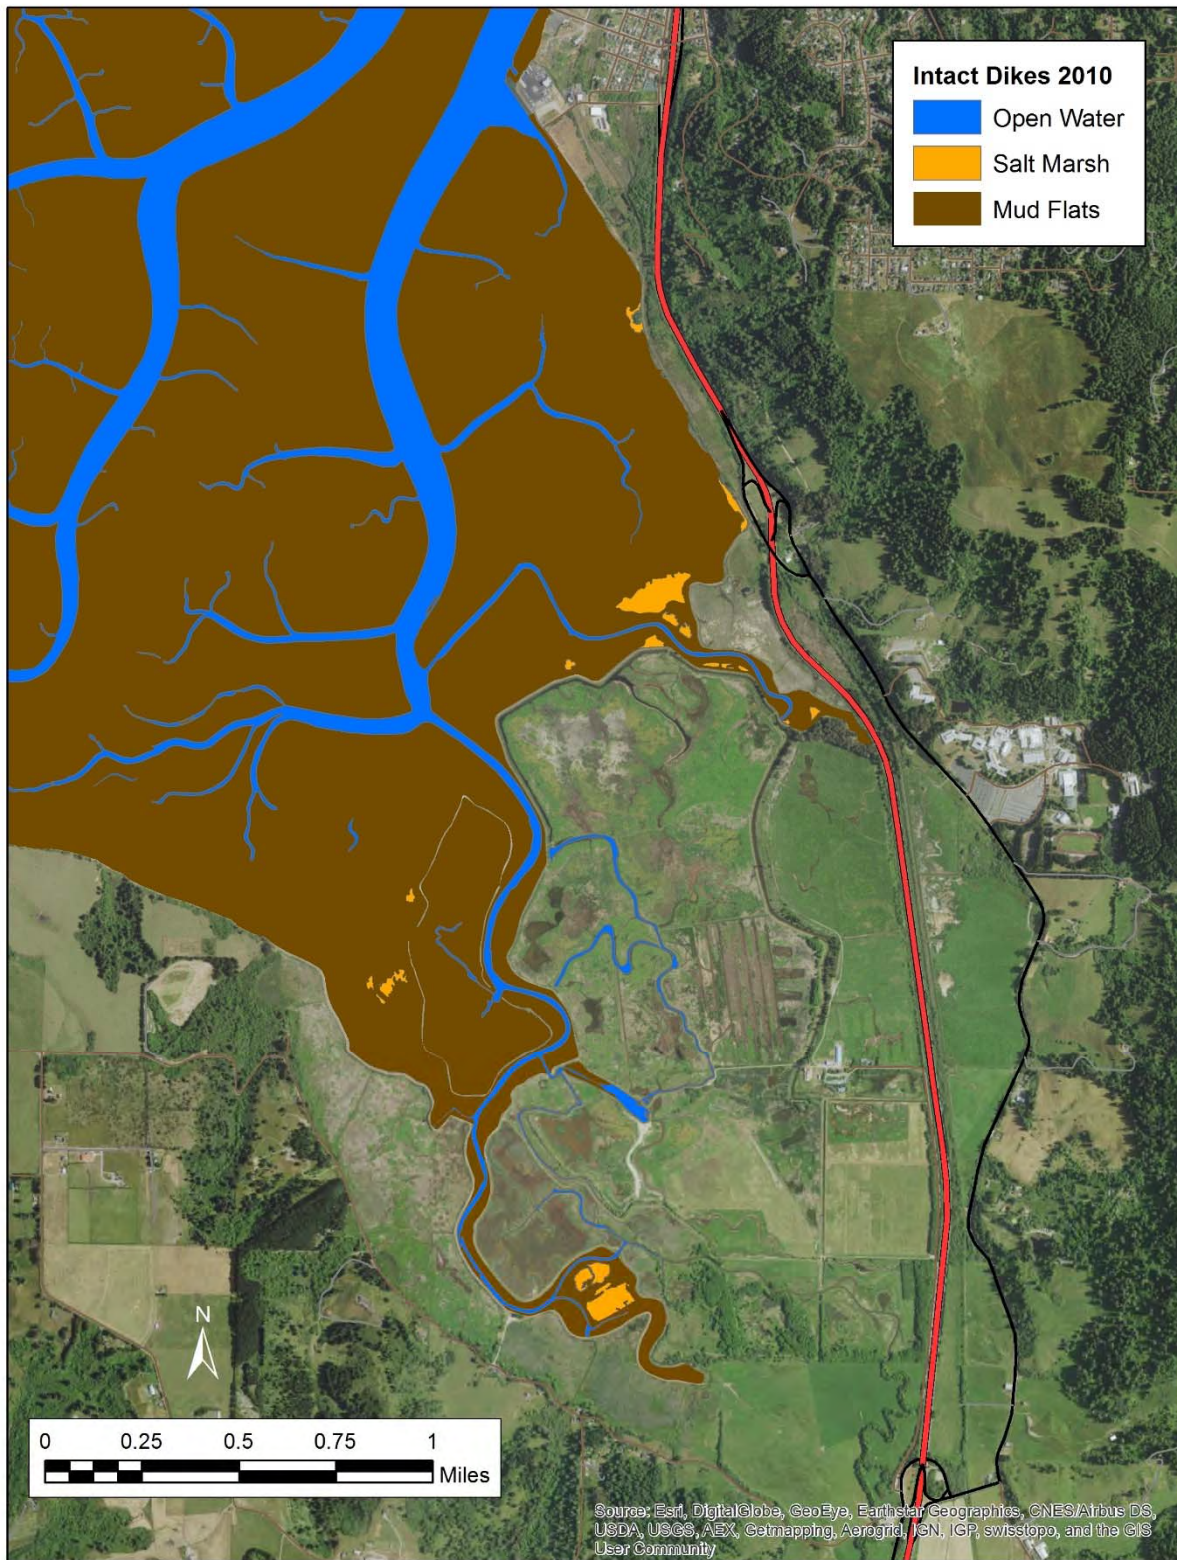 Intact Dikes 2010
Open Water
Salt Marsh
Mud Flats
N
0 0.25 0.5 0.75 1
Miles
Source: Esri, DigitalGlobe, GeoEye, Earthstar Geographics, CNES/Airbus DS,
USDA, USGS, AEX, Getmapping, Aerogrid, IGN, IGP, swisstopo, and the GIS
User Community